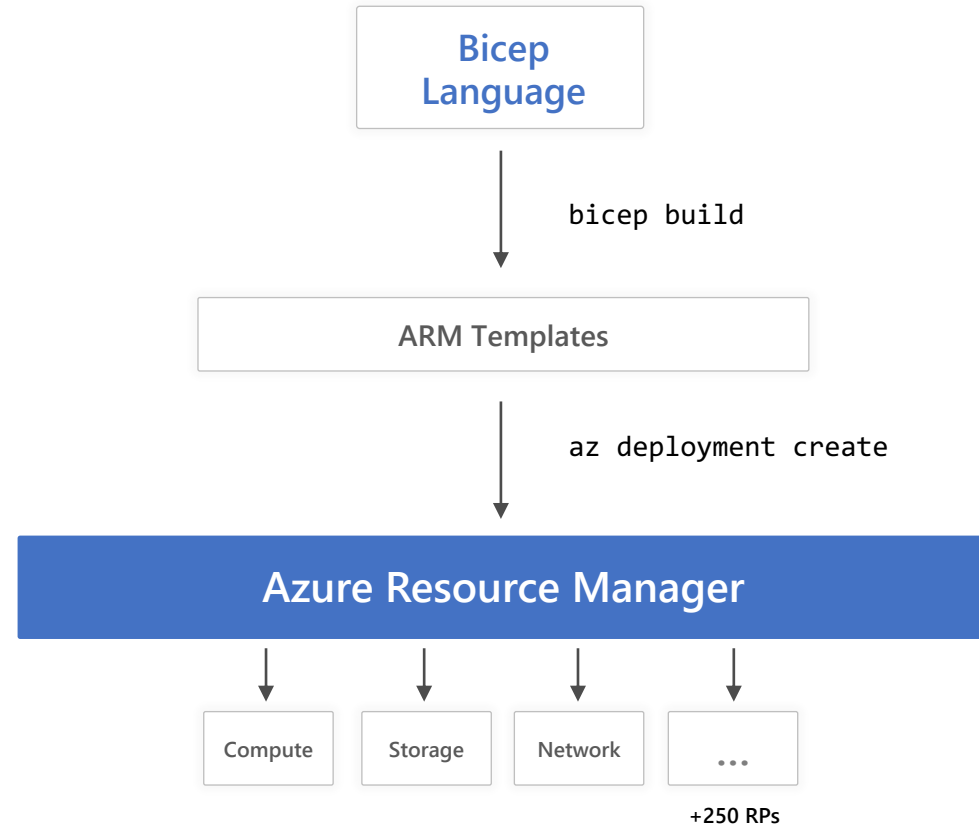 Bicep
Language
bicep build
ARM Templates
az deployment create
Azure Resource Manager
Compute
Storage
Network
...
+250 RPs